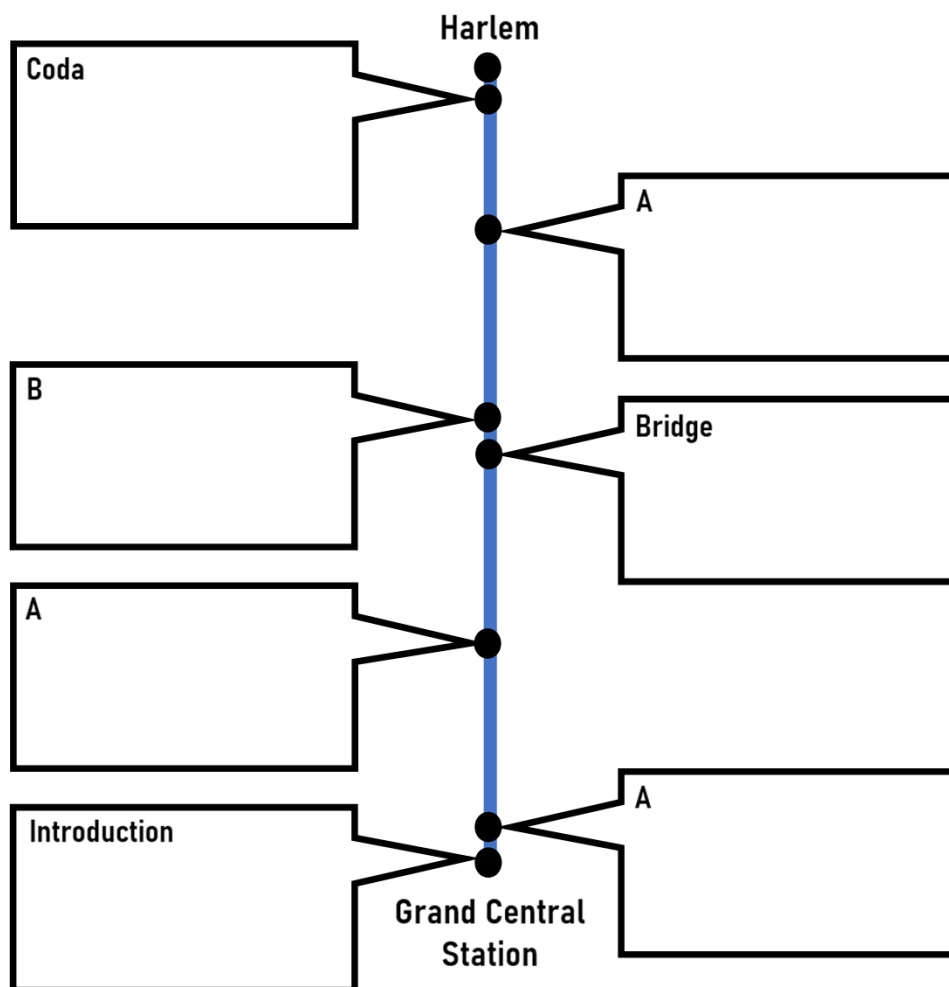 Harlem
Coda
A
B
Bridge
A
A
Introduction
Grand Central
Station